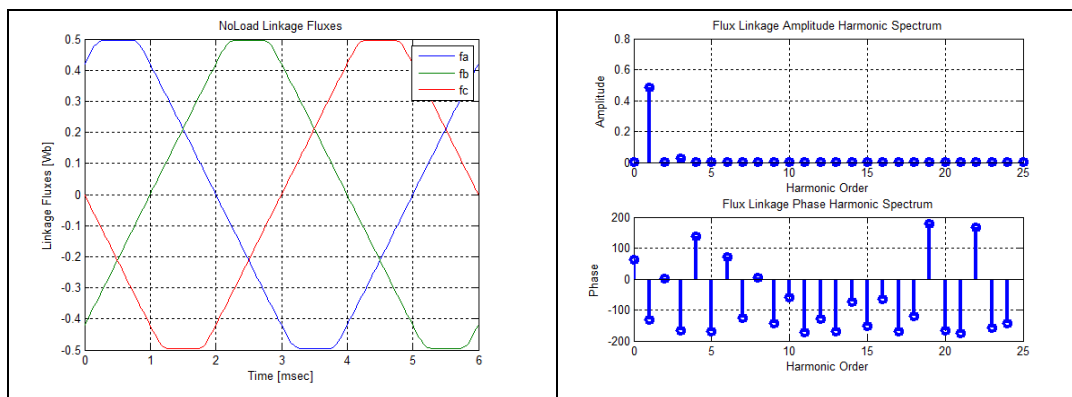 NoLoad Linkage Fluxes
Linkage Fluxes [Wb]
0.5
0.4
0.3
0.2
0.1
0
-0.1
-0.2
-0.3
-0.4
-0.5
fa
fb
fc
0 1 2 3 4 5 6
Time [msec]
Flux Linkage Amplitude Harmonic Spectrum
Amplitude
0.8
0.6
0.4
0.2
0
0 5 10 15 20 25
Harmonic Order
Flux Linkage Phase Harmonic Spectrum
Phase
200
100
0
-100
-200
0 5 10 15 20 25
Harmonic Order